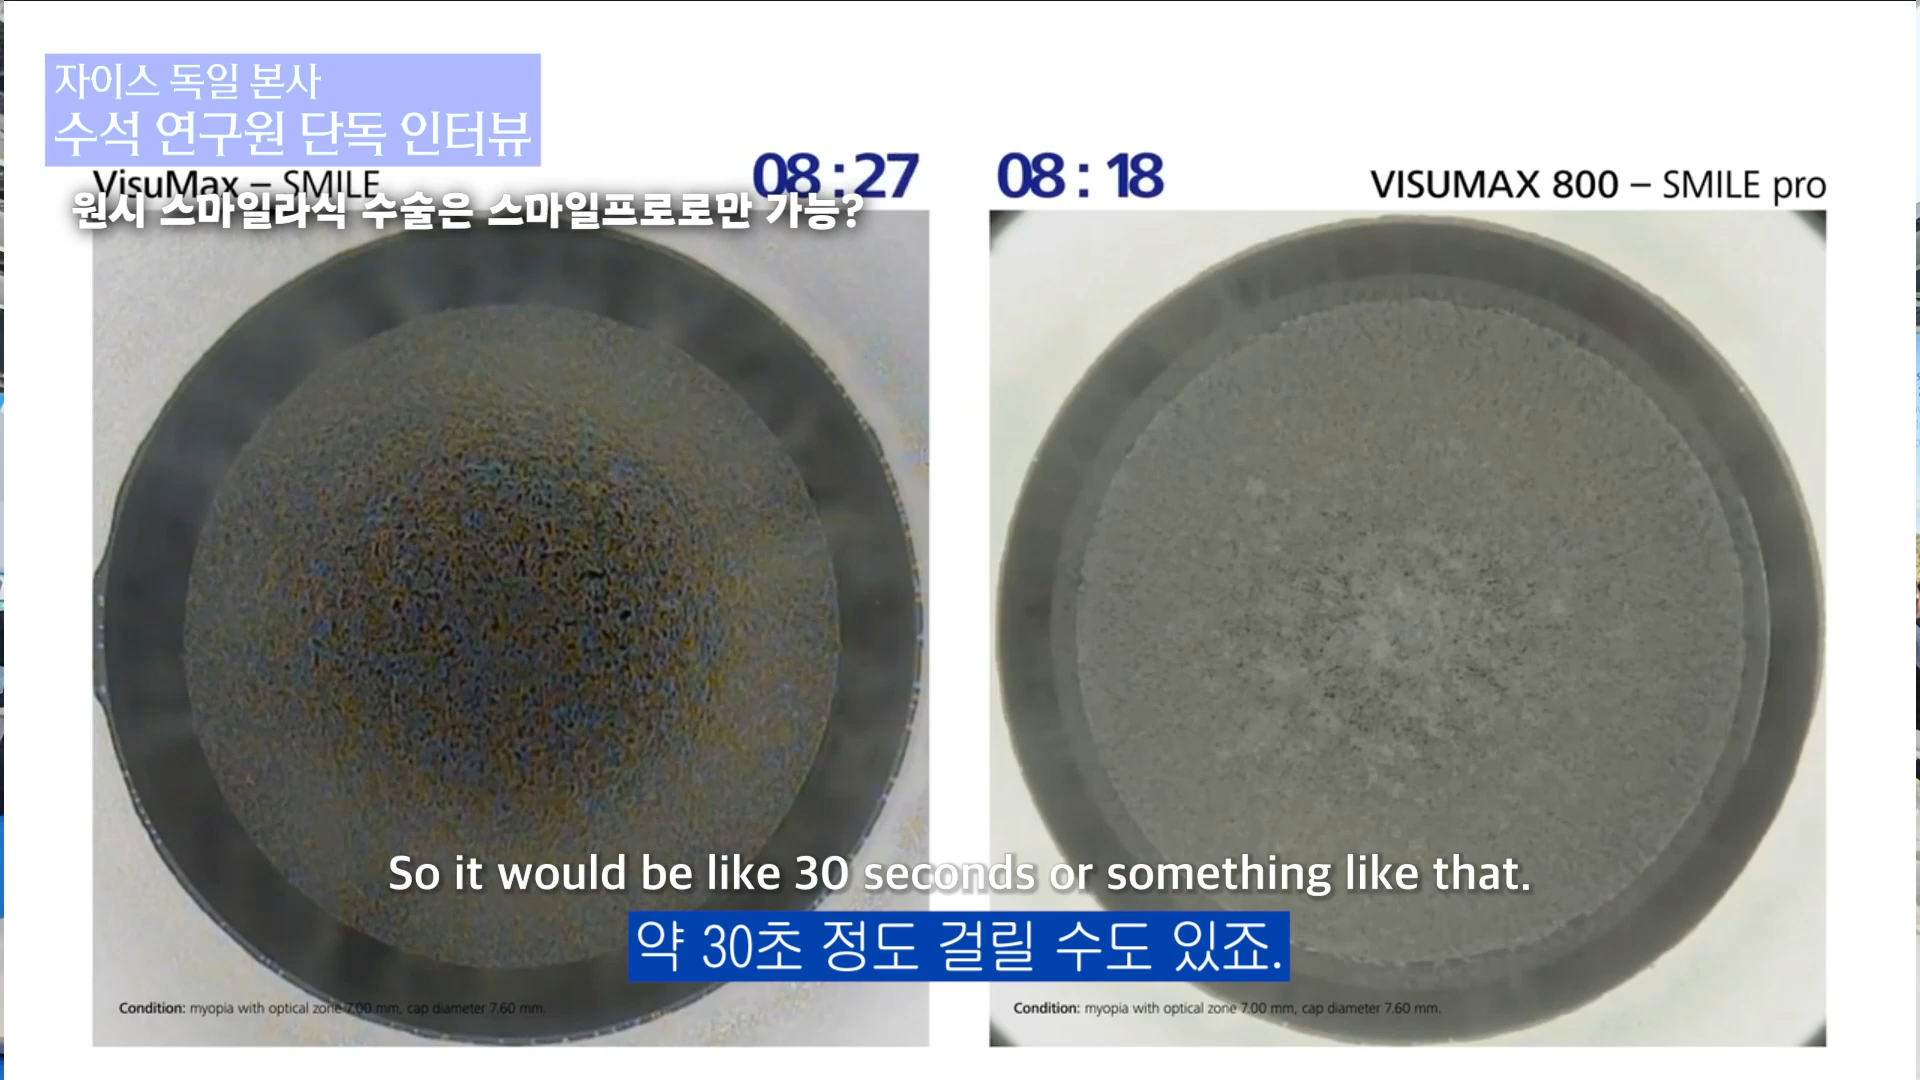 자이스 독일 본사
수석 연구원 단독 인터뷰
VisuMax – SMILE
08:27
08:18
VISUMAX 800 – SMILE pro
원시 스마일라식 수술은 스마일프로로만 가능?
So it would be like 30 seconds or something like that.
약 30초 정도 걸릴 수도 있죠.
Condition: myopia with optical zone 7.00 mm, cap diameter 7.60 mm.
Condition: myopia with optical zone 7.00 mm, cap diameter 7.60 mm.